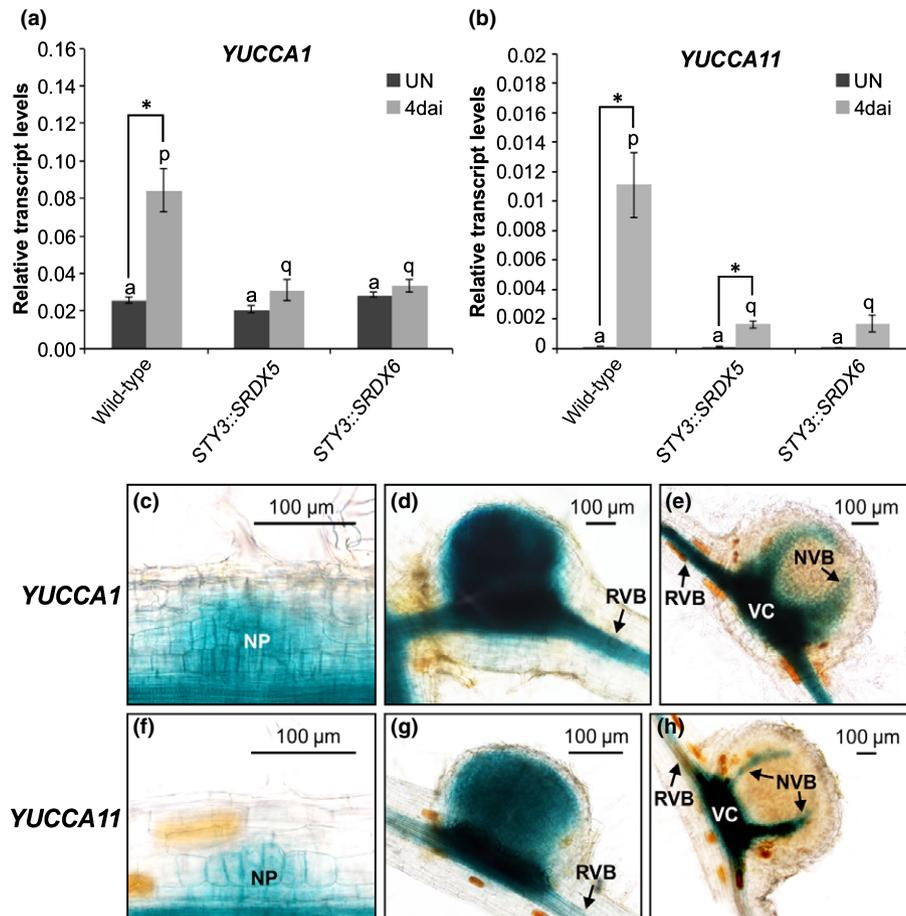 (a)
YUCCA1
Relative transcript levels
0.16
0.14
0.12
0.10
0.08
0.06
0.04
0.02
0.00
UN
4dai
*
a
p
a
q
a
q
Wild-type
STY3::SRDX5
STY3::SRDX6
(b)
YUCCA11
Relative transcript levels
0.02
0.018
0.016
0.014
0.012
0.01
0.008
0.006
0.004
0.002
0
UN
4dai
*
*
a
p
a
q
a
q
Wild-type
STY3::SRDX5
STY3::SRDX6
YUCCA1
(c)
100 µm
NP
(d)
100 µm
RVB
(e)
100 µm
NVB
RVB
VC
YUCCA11
(f)
100 µm
NP
(g)
100 µm
RVB
(h)
100 µm
NVB
RVB
VC